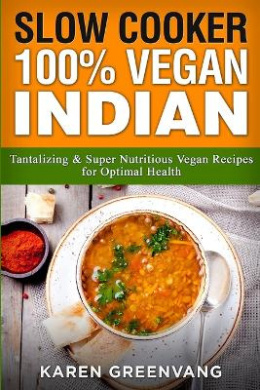 SLOW COOKER
100% VEGAN
INDIAN
Tantalizing & Super Nutritious Vegan Recipes
for Optimal Health
KAREN GREENVANG